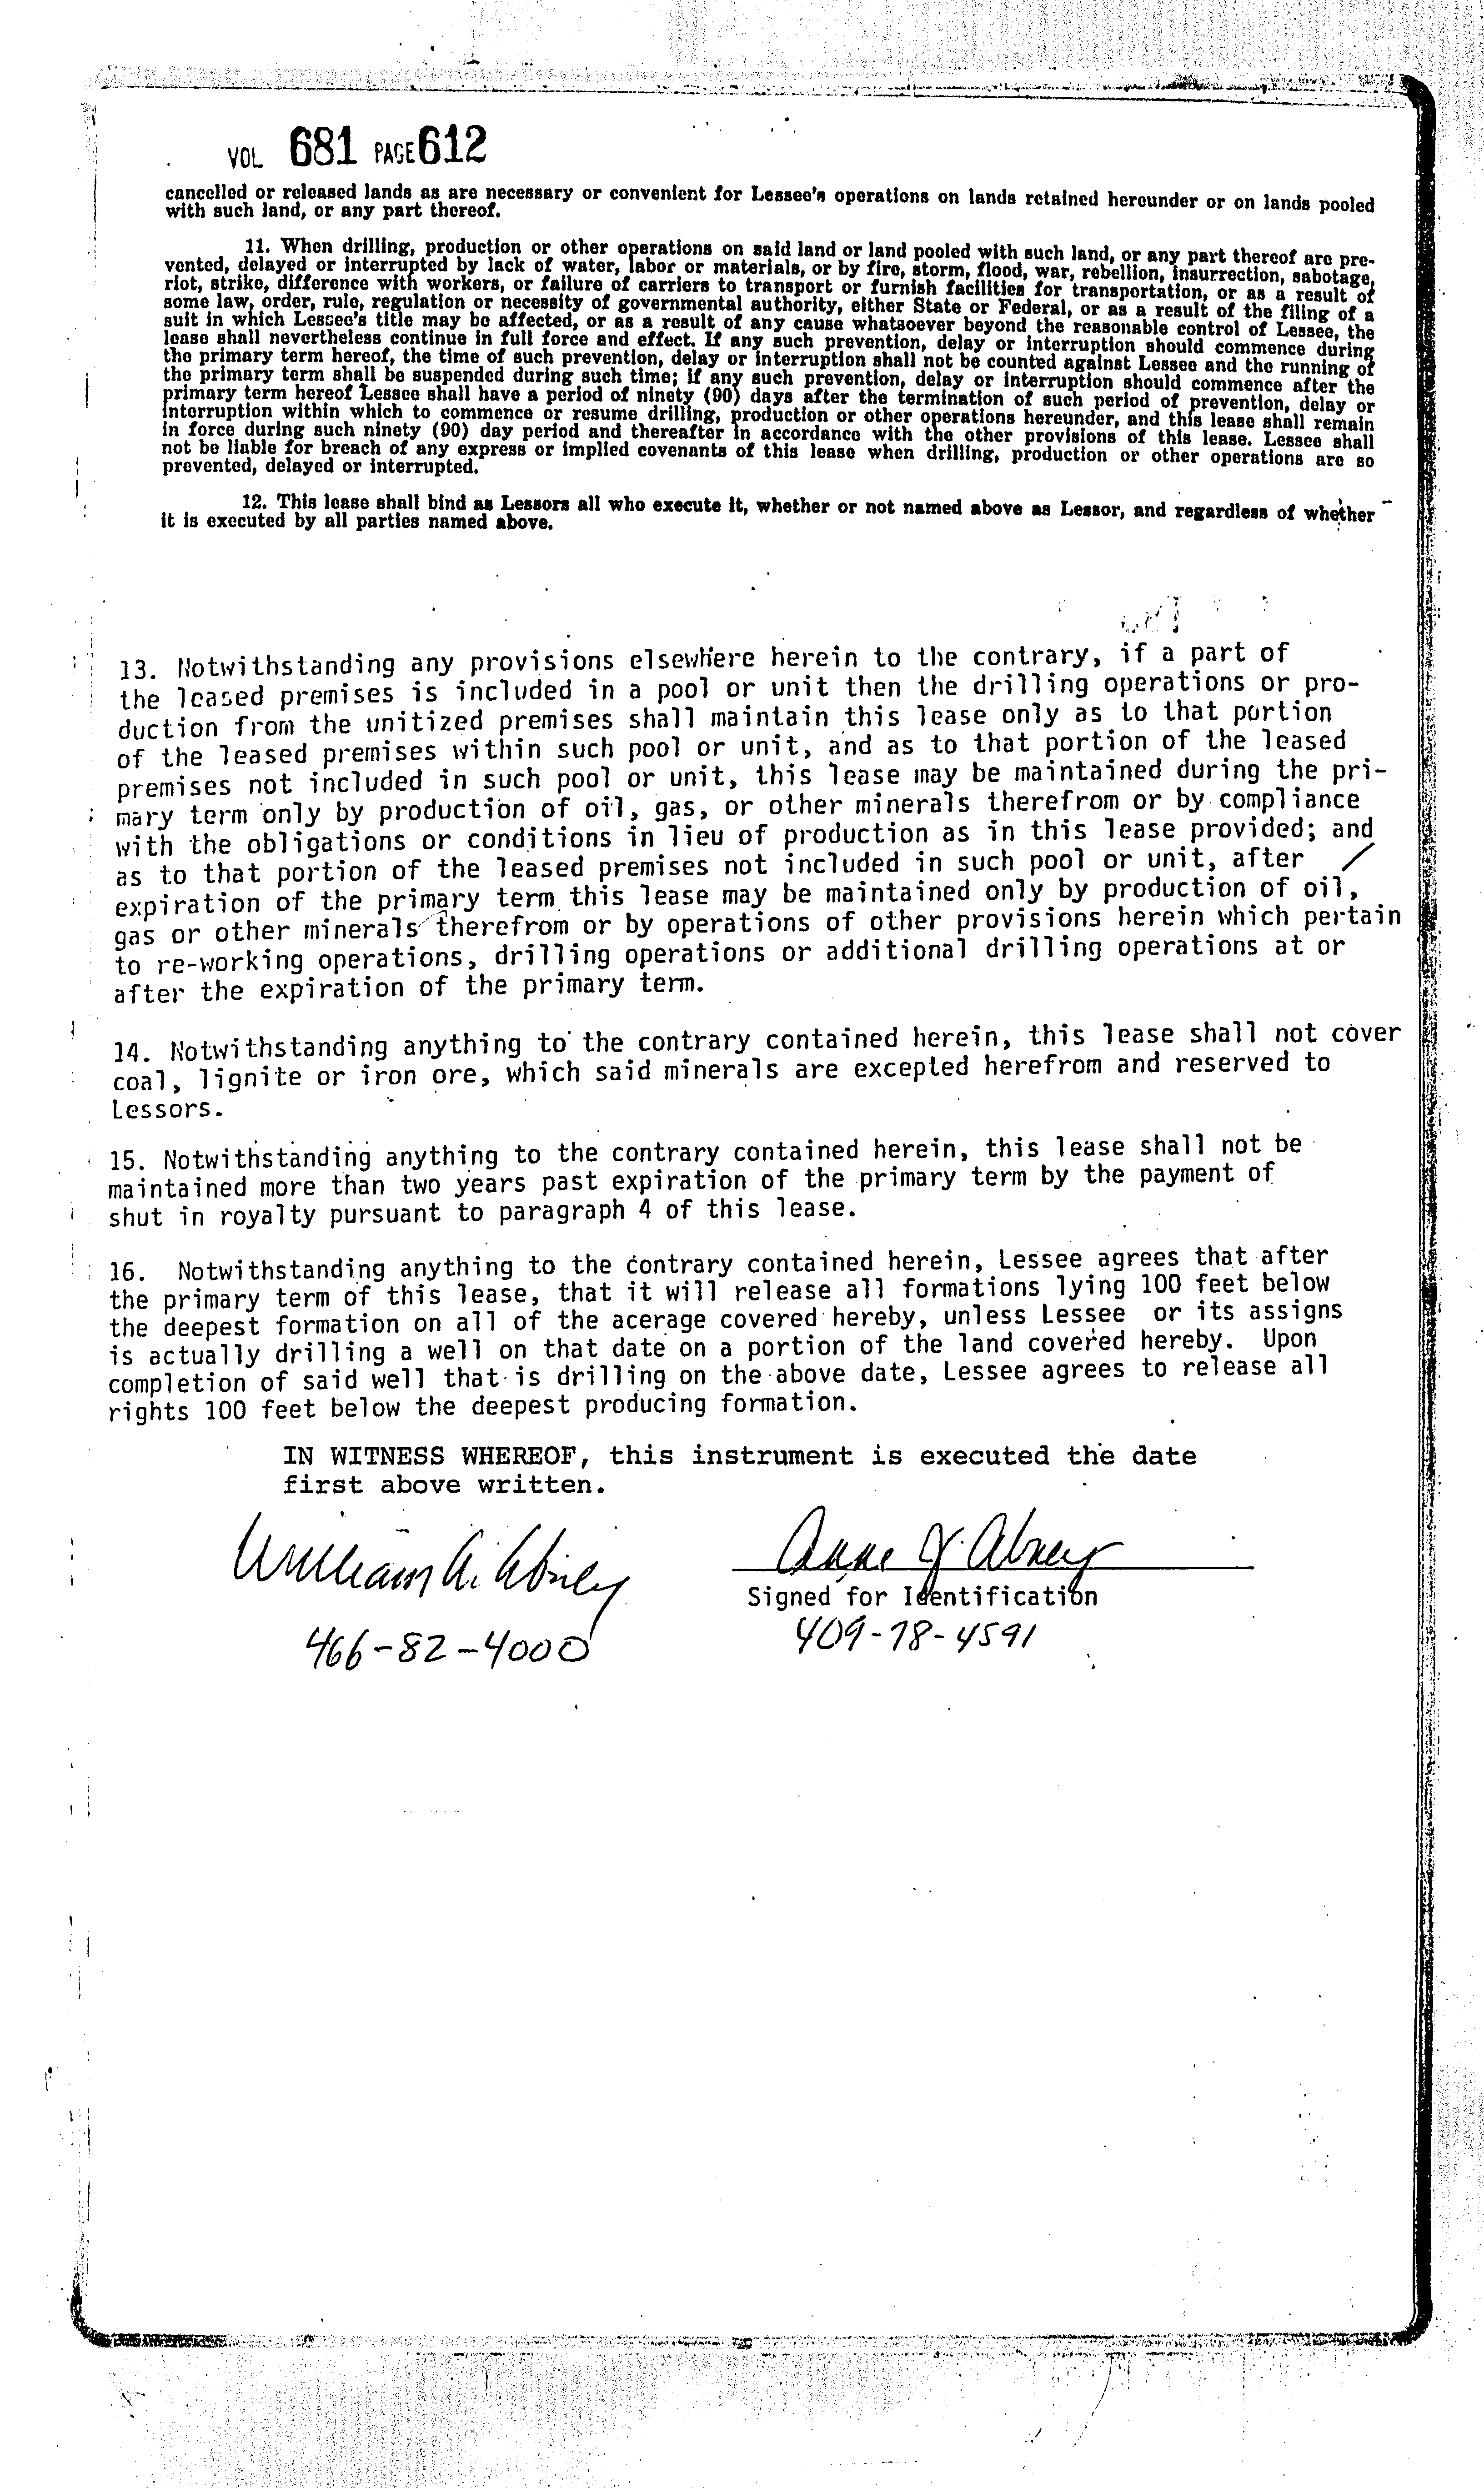 VOL 681 PAGE 612
cancelled or released lands as are necessary or convenient for Lessee's operations on lands retained hereunder or on lands pooled
with such land, or any part thereof.
11. When drilling, production or other operations on said land or land pooled with such land, or any part thereof are pre-
vented, delayed or interrupted by lack of water, labor or materials, or by fire, storm, flood, war, rebellion, insurrection, sabotage,
riot, strike, difference with workers, or failure of carriers to transport or furnish facilities for transportation, or as a result of
some law, order, rule, regulation or necessity of governmental authority, either State or Federal, or as a result of the filing of a
suit in which Lessee's title may be affected, or as a result of any cause whatsoever beyond the reasonable control of Lessee, the
lease shall nevertheless continue in full force and effect. If any such prevention, delay or interruption should commence during
the primary term hereof, the time of such prevention, delay or interruption shall not be counted against Lessee and the running of
the primary term shall be suspended during such time; if any such prevention, delay or interruption should commence after the
primary term hereof Lessee shall have a period of ninety (90) days after the termination of such period of prevention, delay or
interruption within which to commence or resume drilling, production or other operations hereunder, and this lease shall remain
in force during such ninety (90) day period and thereafter in accordance with the other provisions of this lease. Lessee shall
not be liable for breach of any express or implied covenants of this lease when drilling, production or other operations are so
prevented, delayed or interrupted.
12. This lease shall bind as Lessors all who execute it, whether or not named above as Lessor, and regardless of whether
it is executed by all parties named above.
13. Notwithstanding any provisions elsewhere herein to the contrary, if a part of
the leased premises is included in a pool or unit then the drilling operations or pro-
duction from the unitized premises shall maintain this lease only as to that portion
of the leased premises within such pool or unit, and as to that portion of the leased
premises not included in such pool or unit, this lease may be maintained during the pri-
mary term only by production of oil, gas, or other minerals therefrom or by compliance
with the obligations or conditions in lieu of production as in this lease provided; and
as to that portion of the leased premises not included in such pool or unit, after
expiration of the primary term this lease may be maintained only by production of oil,
gas or other minerals therefrom or by operations of other provisions herein which pertain
to re-working operations, drilling operations or additional drilling operations at or
after the expiration of the primary term.
14. Notwithstanding anything to the contrary contained herein, this lease shall not cover
coal, lignite or iron ore, which said minerals are excepted herefrom and reserved to
Lessors.
15. Notwithstanding anything to the contrary contained herein, this lease shall not be
maintained more than two years past expiration of the primary term by the payment of
shut in royalty pursuant to paragraph 4 of this lease.
16. Notwithstanding anything to the contrary contained herein, Lessee agrees that after
the primary term of this lease, that it will release all formations lying 100 feet below
the deepest formation on all of the acerage covered hereby, unless Lessee or its assigns
is actually drilling a well on that date on a portion of the land covered hereby. Upon
completion of said well that is drilling on the above date, Lessee agrees to release all
rights 100 feet below the deepest producing formation.
IN WITNESS WHEREOF, this instrument is executed the date
first above written.
William A. Abney Anne J. Abney
Signed for Identification
466-82-4000 409-78-4591